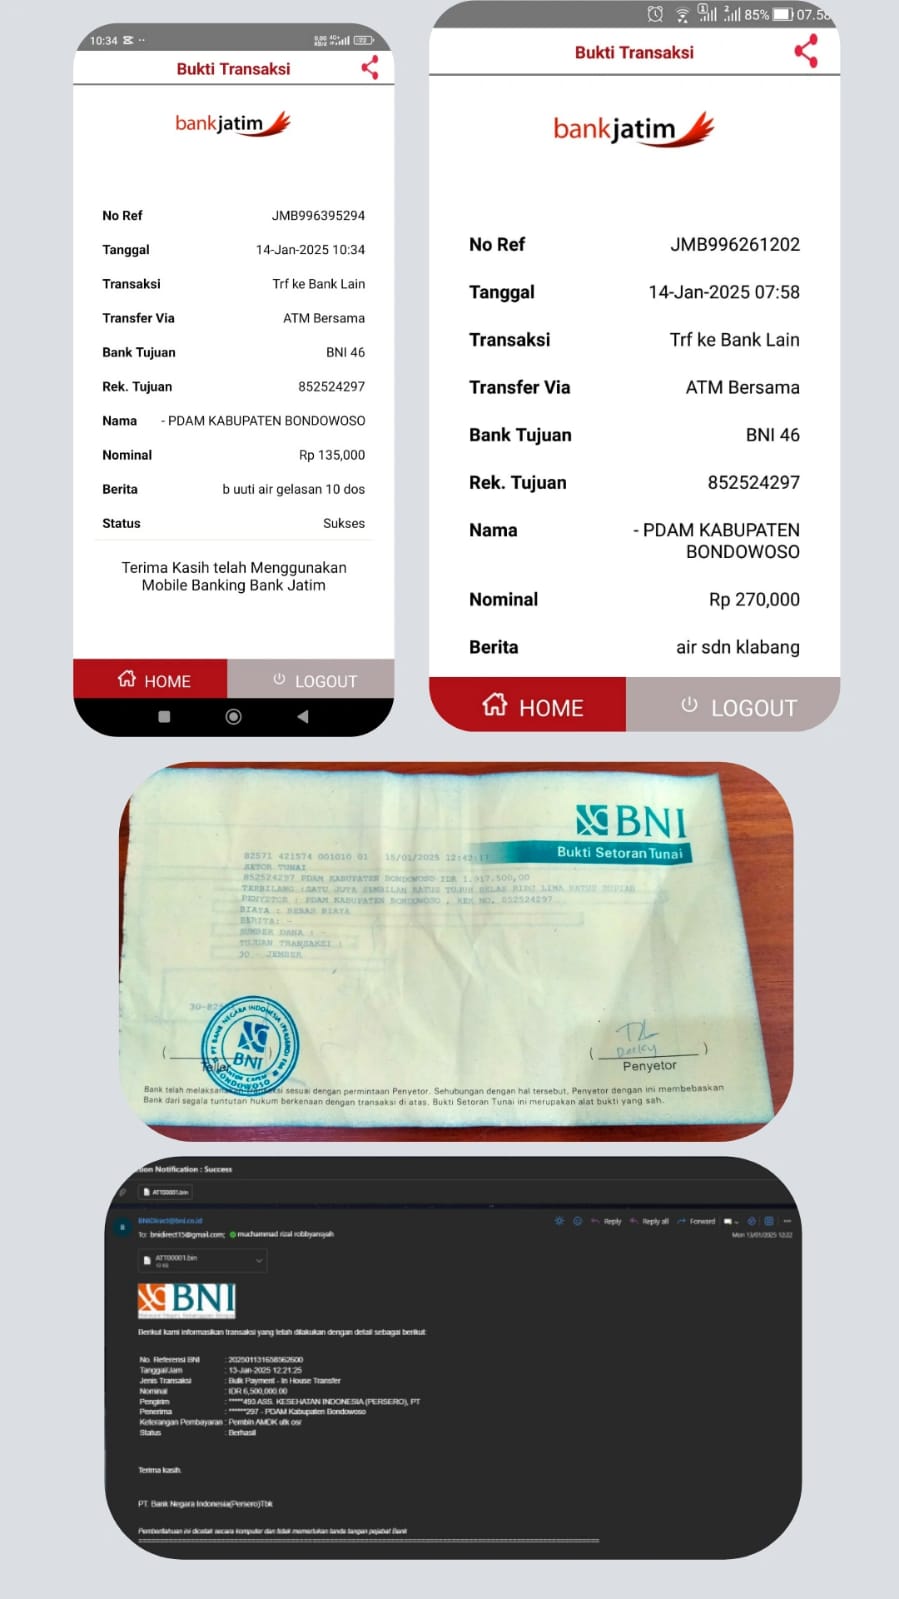 10:34
Bukti Transaksi
bankjatim
No Ref JMB996395294
Tanggal 14-Jan-2025 10:34
Transaksi Trf ke Bank Lain
Transfer Via ATM Bersama
Bank Tujuan BNI 46
Rek. Tujuan 852524297
Nama - PDAM KABUPATEN BONDOWOSO
Nominal Rp 135,000
Berita b uuti air gelasan 10 dos
Status Sukses
Terima Kasih telah Menggunakan
Mobile Banking Bank Jatim
HOME LOGOUT
85% 07.58
Bukti Transaksi
bankjatim
No Ref JMB996261202
Tanggal 14-Jan-2025 07:58
Transaksi Trf ke Bank Lain
Transfer Via ATM Bersama
Bank Tujuan BNI 46
Rek. Tujuan 852524297
Nama - PDAM KABUPATEN
BONDOWOSO
Nominal Rp 270,000
Berita air sdn klabang
HOME LOGOUT
BNI
Bukti Setoran Tunai
82571 421574 001010 01 15/01/2025 12:42:17
SETOR TUNAI
852524297 PDAM KABUPATEN BONDOWOSO IDR 1.917.500,00
TERBILANG :SATU JUTA SEMBILAN RATUS TUJUH BELAS RIBU LIMA RATUS RUPIAH
PENYETOR : PDAM KABUPATEN BONDOWOSO , REK NO. 852524297
BIAYA : BEBAS BIAYA
BERITA: -
SUMBER DANA : -
TUJUAN TRANSAKSI :
30 JEMBER
PT BANK NEGARA INDONESIA (PERSERO) Tbk
BNI
BONDOWOSO
( ) ( )
Teller Penyetor
Bank telah melaksanakan transaksi sesuai dengan permintaan Penyetor. Sehubungan dengan hal tersebut, Penyetor dengan ini membebaskan
Bank dari segala tuntutan hukum berkenaan dengan transaksi di atas. Bukti Setoran Tunai ini merupakan alat bukti yang sah.
tion Notification : Success
ATT00001.bin
BNIDirect@bni.co.id
Reply Reply all Forward
To: bnidirect15@gmail.com; muchammad rizal robbyansyah
Mon 13/01/2025 12:22
ATT00001.bin
BNI
Berikut kami informasikan transaksi yang telah dilakukan dengan detail sebagai berikut:
No. Referensi BNI : 202501131658562600
Tanggal/Jam : 13-Jan-2025 12:21:25
Jenis Transaksi : Bulk Payment - In House Transfer
Nominal : IDR 6,500,000.00
Pengirim : *****493 ASS. KESEHATAN INDONESIA (PERSERO), PT
Penerima : ******297 - PDAM Kabupaten Bondowoso
Keterangan Pembayaran : Pembln AMDK utk osr
Status : Berhasil
Terima kasih.
PT. Bank Negara Indonesia(Persero)Tbk
Pemberitahuan ini dicetak secara komputer dan tidak memerlukan tanda tangan pejabat Bank